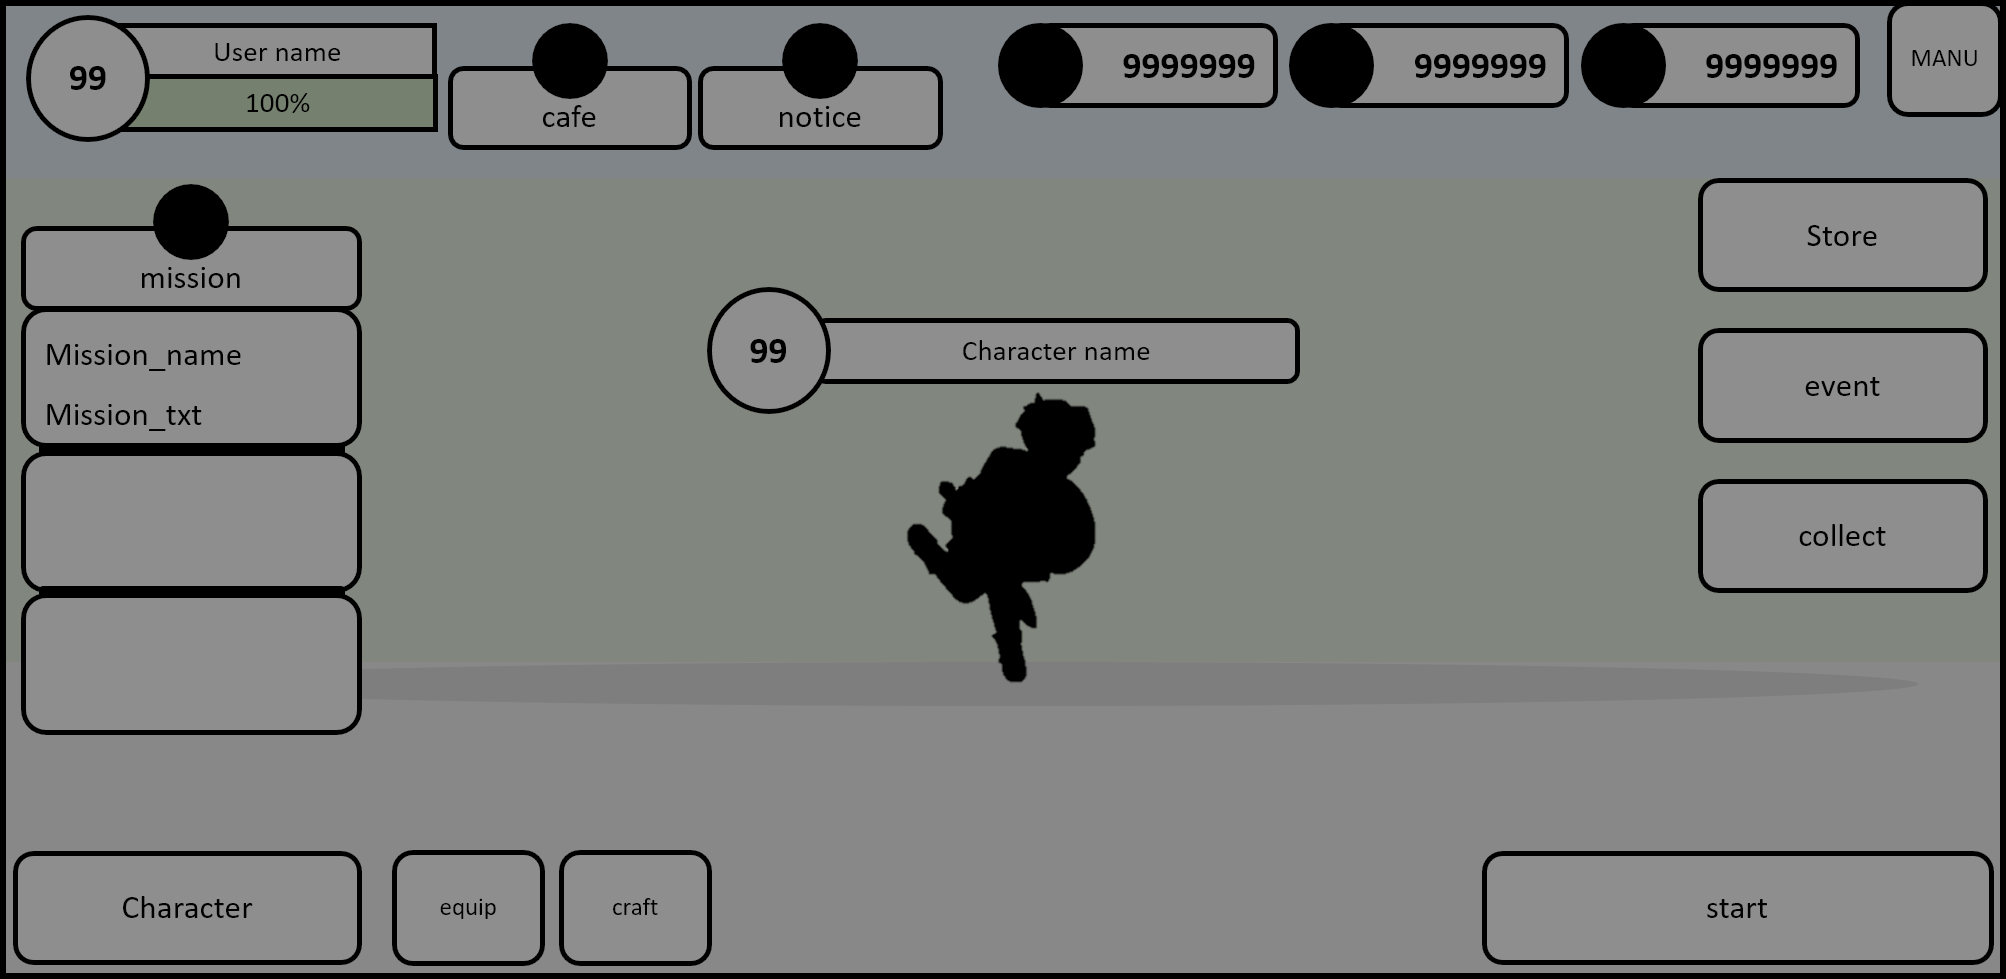 99
User name
100%
cafe
notice
9999999
9999999
9999999
MANU
mission
Mission_name
Mission_txt
99
Character name
Store
event
collect
Character
equip
craft
start